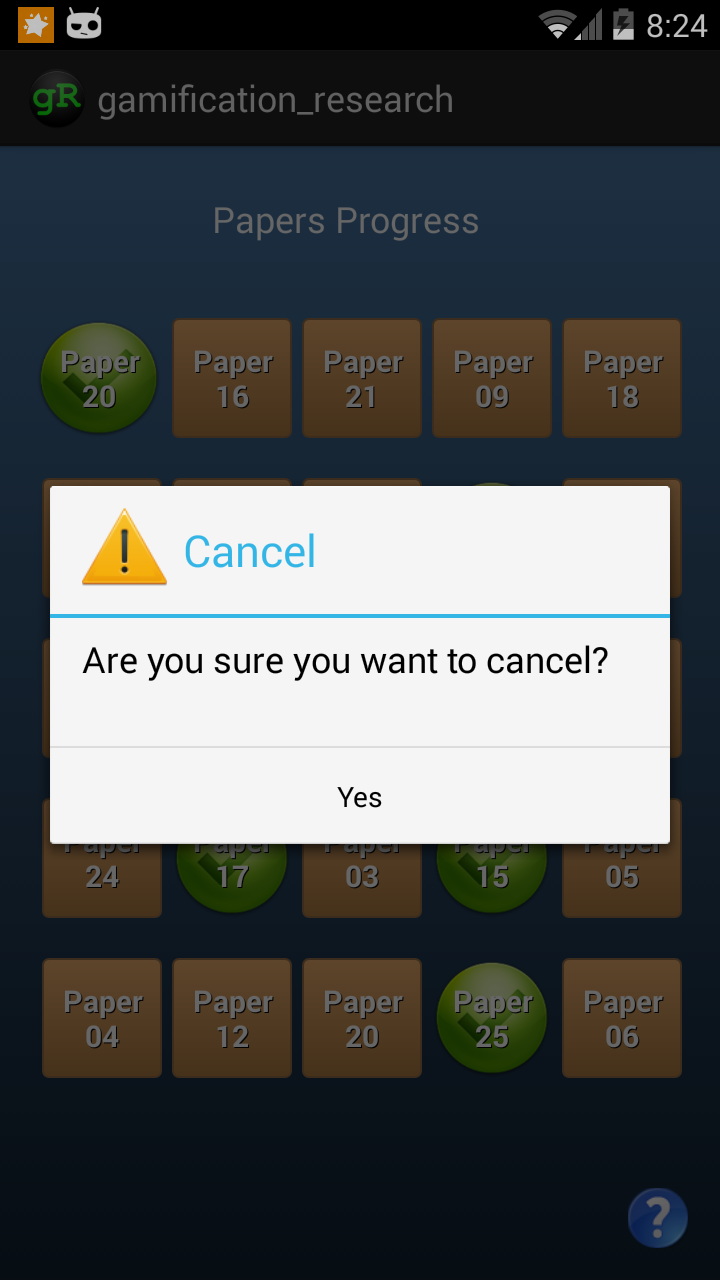 8:24
gR gamification_research
Papers Progress
Paper Paper Paper Paper Paper
20 16 21 09 18
Cancel
Are you sure you want to cancel?
Yes
Paper Paper Paper Paper Paper
24 17 03 15 05
Paper Paper Paper Paper Paper
04 12 20 25 06
?